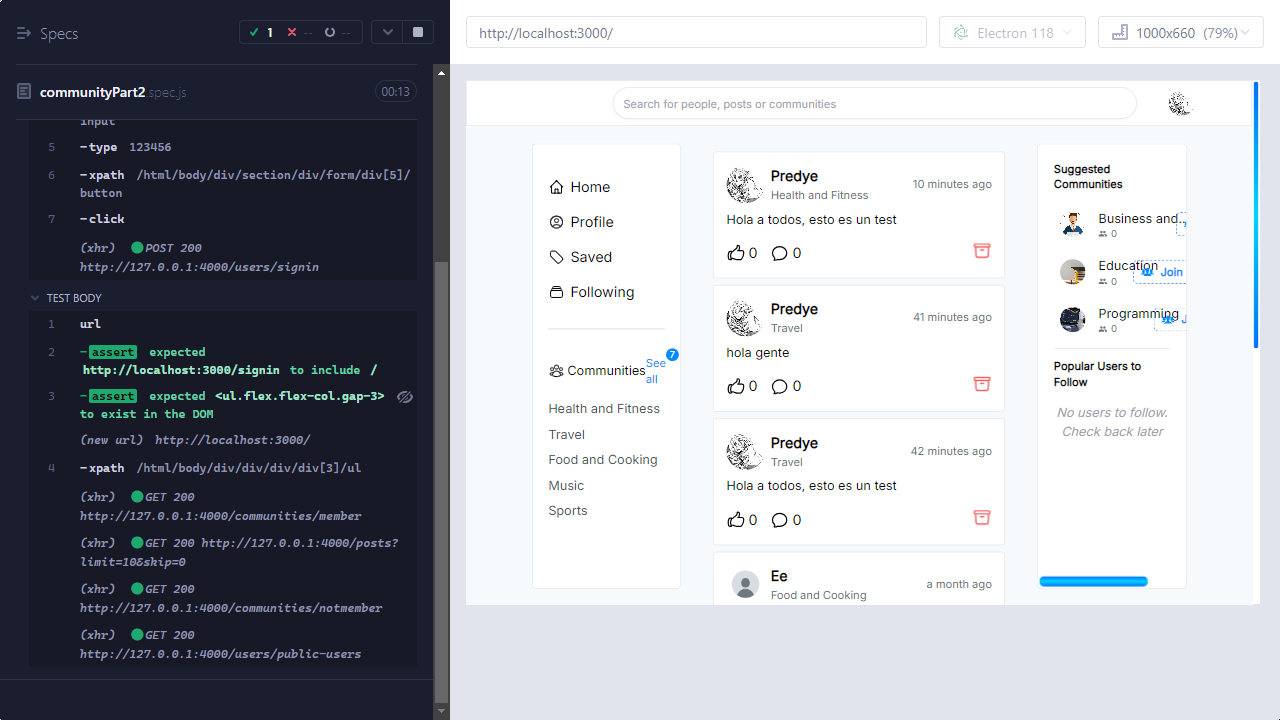 Specs
1
--
--
communityPart2.spec.js
00:13
input
5 -type 123456
6 -xpath /html/body/div/section/div/form/div[5]/
button
7 -click
(xhr) POST 200
http://127.0.0.1:4000/users/signin
TEST BODY
1 url
2 -assert expected
http://localhost:3000/signin to include /
3 -assert expected <ul.flex.flex-col.gap-3>
to exist in the DOM
(new url) http://localhost:3000/
4 -xpath /html/body/div/div/div/div[3]/ul
(xhr) GET 200
http://127.0.0.1:4000/communities/member
(xhr) GET 200 http://127.0.0.1:4000/posts?
limit=10&skip=0
(xhr) GET 200
http://127.0.0.1:4000/communities/notmember
(xhr) GET 200
http://127.0.0.1:4000/users/public-users
http://localhost:3000/
Electron 118
1000x660 (79%)
Search for people, posts or communities
Home
Profile
Saved
Following
7
Communities
See
all
Health and Fitness
Travel
Food and Cooking
Music
Sports
Predye
Health and Fitness
10 minutes ago
Hola a todos, esto es un test
0 0
Predye
Travel
41 minutes ago
hola gente
0 0
Predye
Travel
42 minutes ago
Hola a todos, esto es un test
0 0
Ee
Food and Cooking
a month ago
Suggested
Communities
Business and...
0
Education
0
Join
Programming
0
J
Popular Users to
Follow
No users to follow.
Check back later